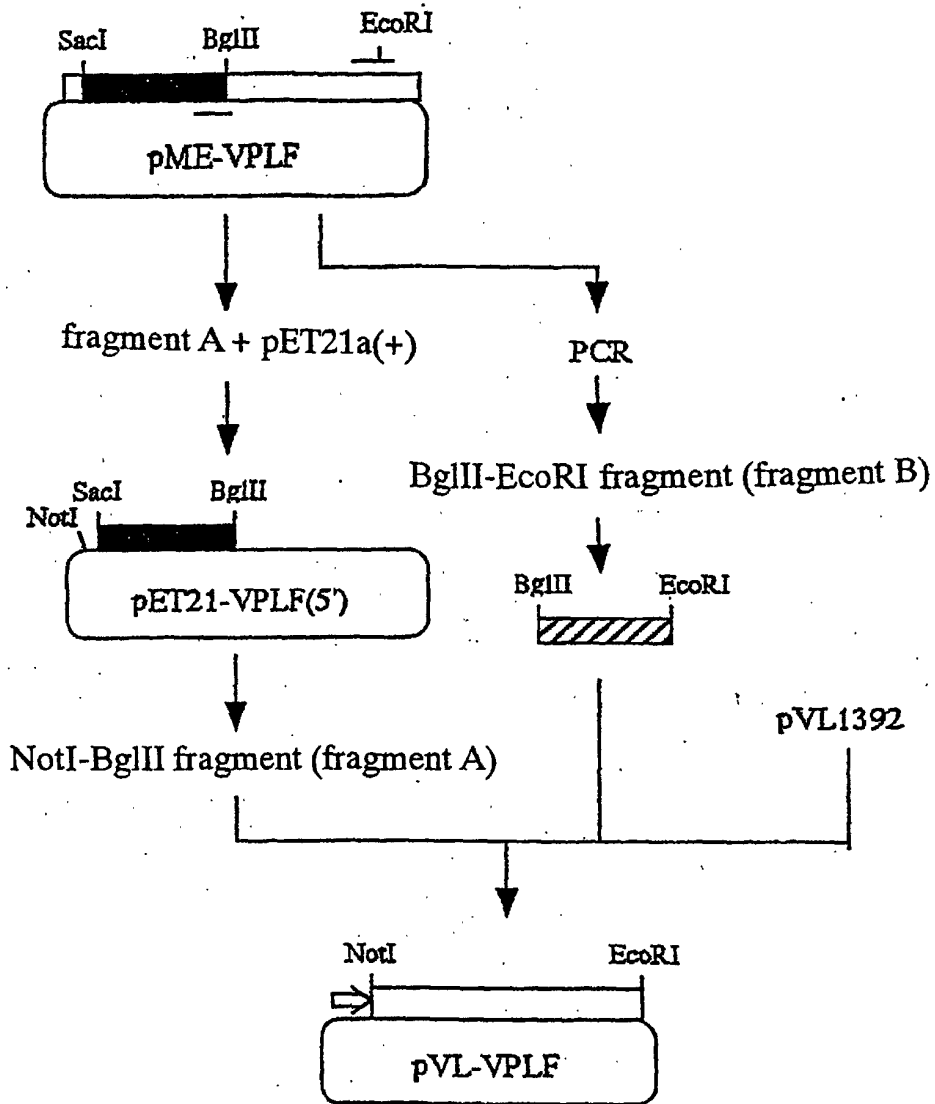 EcoRI
SacI BglII
pME-VPLF
fragment A + pET21a(+)
PCR
BglII-EcoRI fragment (fragment B)
SacI BglII
NotI
pET21-VPLF(5')
BglII EcoRI
pVL1392
NotI-BglII fragment (fragment A)
NotI EcoRI
pVL-VPLF